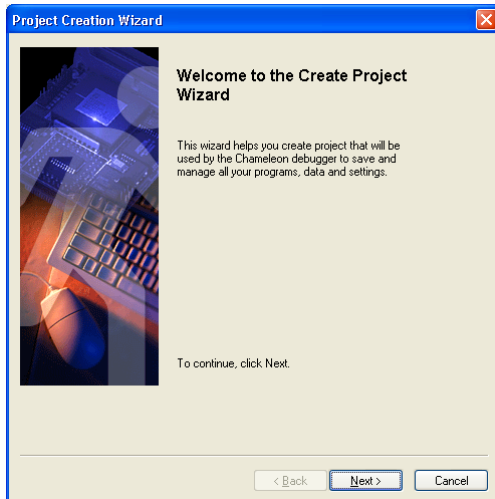 Project Creation Wizard
Welcome to the Create Project
Wizard
This wizard helps you create project that will be
used by the Chameleon debugger to save and
manage all your programs, data and settings.
To continue, click Next.
< Back
Next >
Cancel